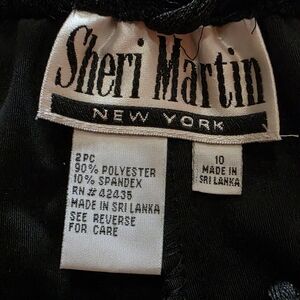 Sheri Martin
NEW YORK
2PC
90% POLYESTER
10% SPANDEX
RN# 42435
MADE IN SRI LANKA
SEE REVERSE
FOR CARE
10
MADE IN
SRI LANKA